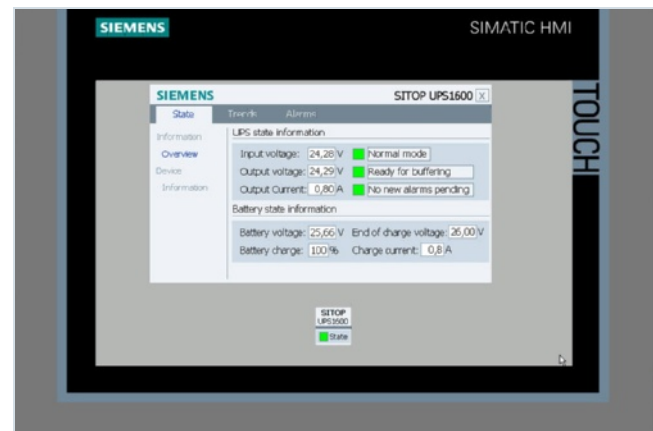 SIEMENS
SIMATIC HMI
TOUCH
SIEMENS
SITOP UPS1600 X
State Trends Alarms
Information
Overview
Device
Information
UPS state information
Input voltage: 24,28 V Normal mode
Output voltage: 24,29 V Ready for buffering
Output Current: 0,80 A No new alarms pending
Battery state information
Battery voltage: 25,66 V End of charge voltage: 26,00 V
Battery charge: 100 % Charge current: 0,8 A
SITOP
UPS1600
State